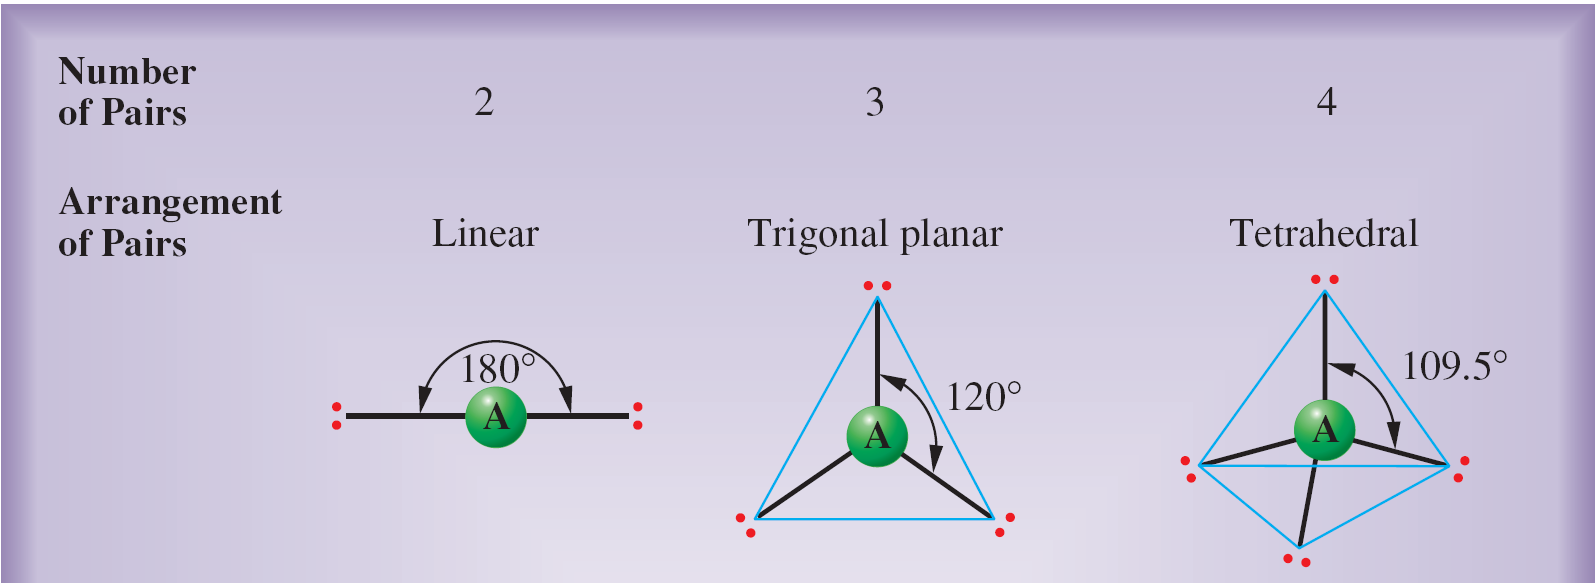 Number
of Pairs
2
3
4
Arrangement
of Pairs
Linear
Trigonal planar
Tetrahedral
180°
A
120°
A
109.5°
A